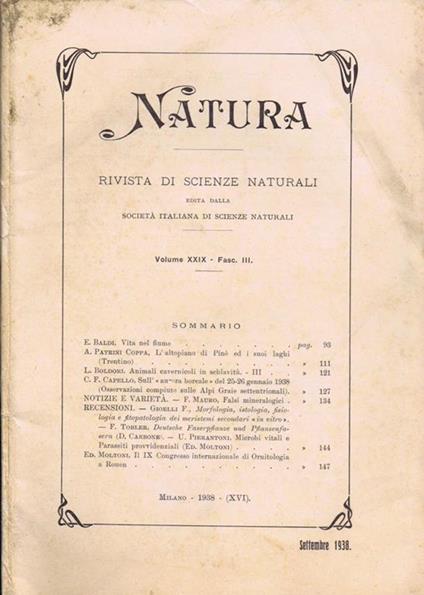 NATURA
RIVISTA DI SCIENZE NATURALI
EDITA DALLA
SOCIETÀ ITALIANA DI SCIENZE NATURALI
Volume XXIX - Fasc. III.
SOMMARIO
E. BALDI. Vita nel fiume . . . . . . . . . . pag. 93
A. PATRINI COPPA, L'altopiano di Pinè ed i suoi laghi
(Trentino) . . . . . . . . . . . » 111
L. BOLDORI. Animali cavernicoli in schiavitù. - III . . » 121
C. F. CAPELLO, Sull' « aurora boreale » del 25-26 gennaio 1938
(Osservazioni compiute sulle Alpi Graie settentrionali). » 127
NOTIZIE E VARIETÀ. — F. MAURO, Falsi mineralogici . » 134
RECENSIONI. — GIOELLI F., Morfologia, istologia, fisio-
logia e fitopatologia dei meristemi secondari « in vitro ».
— F. TOBLER, Deutsche Faserpflanze und Pflanzenfa-
sern (D. CARBONE). — U. PIERANTONI. Microbi vitali e
Parassiti provvidenziali (ED. MOLTONI) . . . . » 144
ED. MOLTONI, Il IX Congresso internazionale di Ornitologia
a Rouen . . . . . . . . . . . » 147
MILANO - 1938 - (XVI).
Settembre 1938.